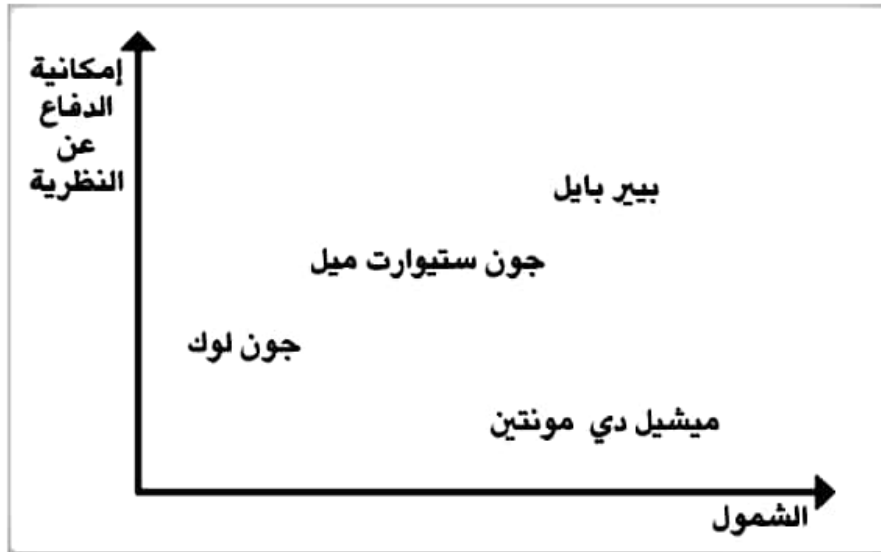 إمكانية
الدفاع
عن
النظرية
بيير بايل
جون ستيوارت ميل
جون لوك
ميشيل دي مونتين
الشمول